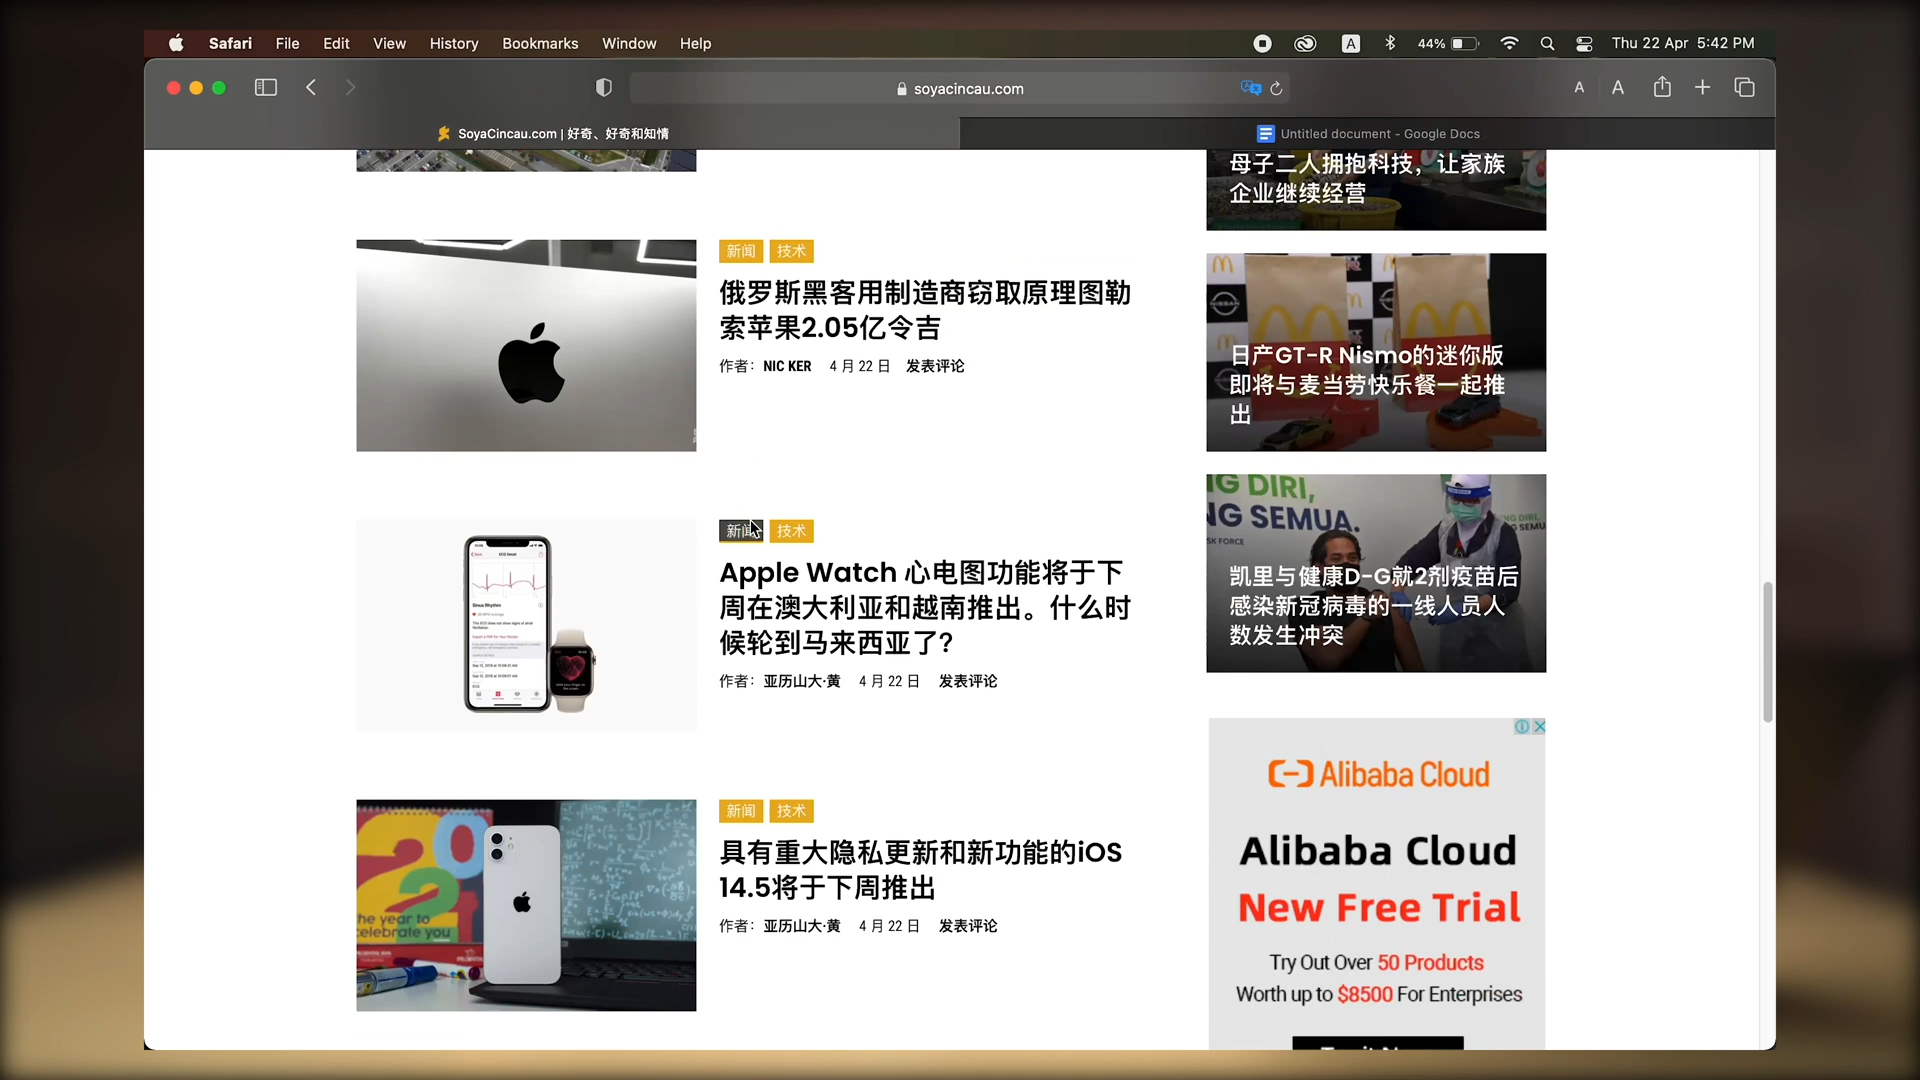 Safari File Edit View History Bookmarks Window Help
A 44% Thu 22 Apr 5:42 PM
soyacincau.com
A A
SoyaCincau.com | 好奇、好奇和知情
Untitled document - Google Docs
新闻 技术
俄罗斯黑客用制造商窃取原理图勒
索苹果2.05亿令吉
作者: NIC KER 4 月 22 日 发表评论
新闻 技术
Apple Watch 心电图功能将于下
周在澳大利亚和越南推出。什么时
候轮到马来西亚了?
作者: 亚历山大·黄 4 月 22 日 发表评论
Sinus Rhythm
2021
the year to
celebrate you
新闻 技术
具有重大隐私更新和新功能的iOS
14.5将于下周推出
作者: 亚历山大·黄 4 月 22 日 发表评论
母子二人拥抱科技，让家族
企业继续经营
日产GT-R Nismo的迷你版
即将与麦当劳快乐餐一起推
出
NG DIRI,
NG SEMUA.
SK FORCE
凯里与健康D-G就2剂疫苗后
感染新冠病毒的一线人员人
数发生冲突
Alibaba Cloud
Alibaba Cloud
New Free Trial
Try Out Over 50 Products
Worth up to $8500 For Enterprises